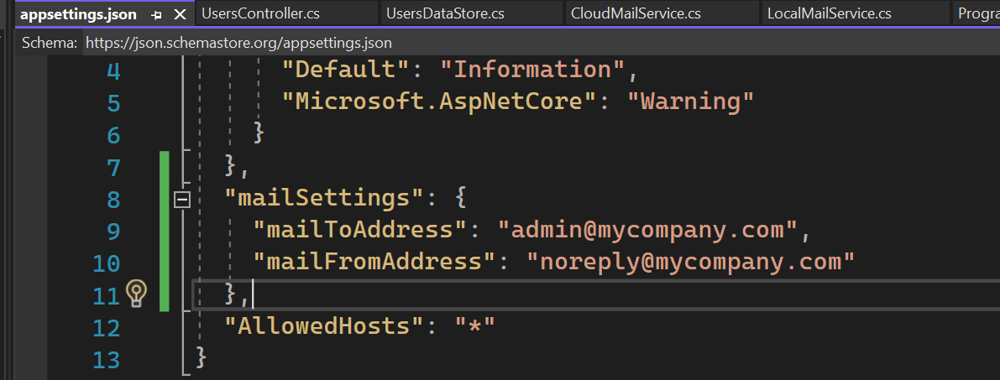 appsettings.json UsersController.cs UsersDataStore.cs CloudMailService.cs LocalMailService.cs
Schema: https://json.schemastore.org/appsettings.json
4 "Default": "Information",
5 "Microsoft.AspNetCore": "Warning"
6 }
7 },
8 "mailSettings": {
9 "mailToAddress": "admin@mycompany.com",
10 "mailFromAddress": "noreply@mycompany.com"
11 },
12 "AllowedHosts": "*"
13 }